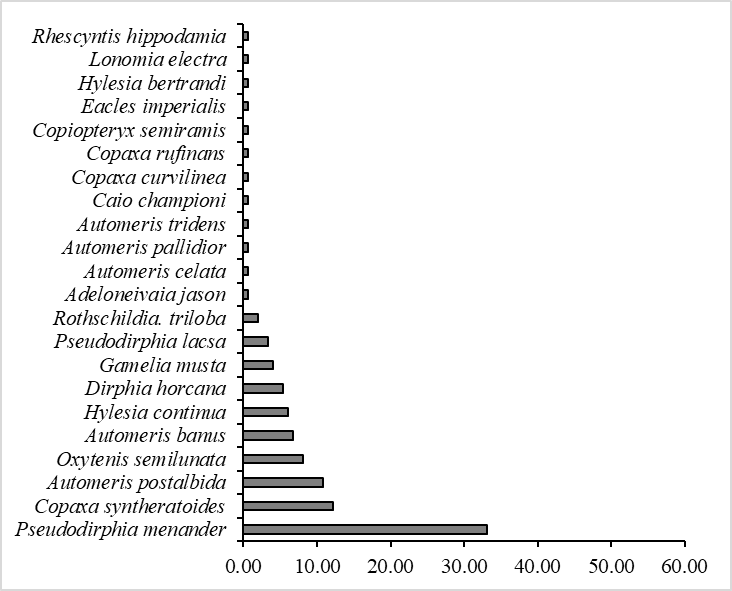 Rhescyntis hippodamia
Lonomia electra
Hylesia bertrandi
Eacles imperialis
Copiopteryx semiramis
Copaxa rufinans
Copaxa curvilinea
Caio championi
Automeris tridens
Automeris pallidior
Automeris celata
Adeloneivaia jason
Rothschildia. triloba
Pseudodirphia lacsa
Gamelia musta
Dirphia horcana
Hylesia continua
Automeris banus
Oxytenis semilunata
Automeris postalbida
Copaxa syntheratoides
Pseudodirphia menander
0.00 10.00 20.00 30.00 40.00 50.00 60.00